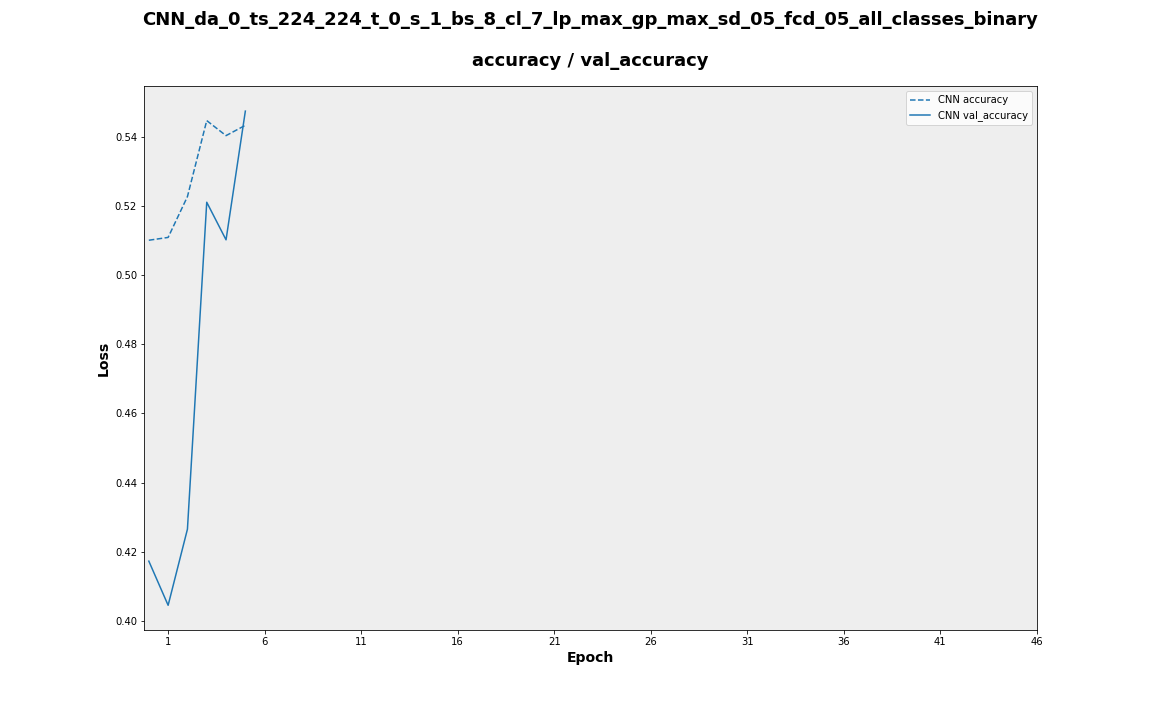 CNN_da_0_ts_224_224_t_0_s_1_bs_8_cl_7_lp_max_gp_max_sd_05_fcd_05_all_classes_binary
accuracy / val_accuracy
CNN accuracy
CNN val_accuracy
0.54
0.52
0.50
0.48
0.46
0.44
0.42
0.40
Loss
1 6 11 16 21 26 31 36 41 46
Epoch